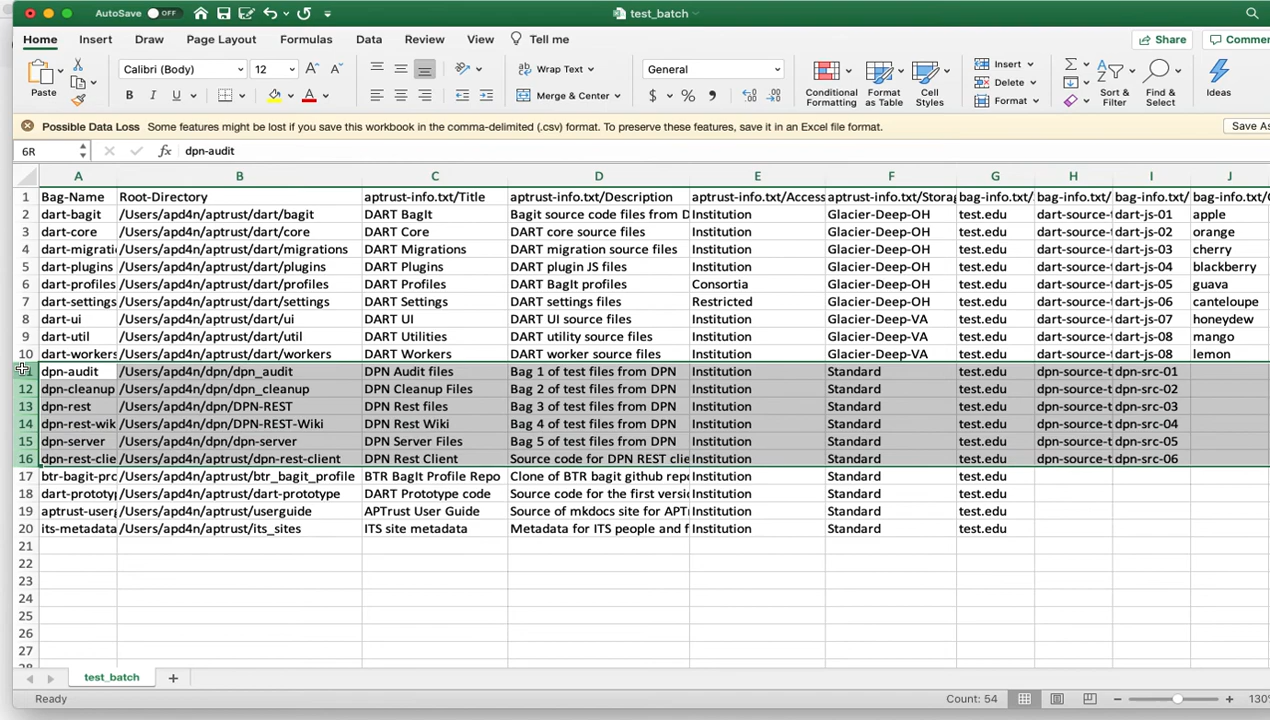 AutoSave OFF test_batch
Home Insert Draw Page Layout Formulas Data Review View Tell me Share
Paste Calibri (Body) 12 Wrap Text General Conditional Formatting Format as Table Cell Styles Insert Sort & Filter Find & Select Ideas
Merge & Center Delete Format
Possible Data Loss Some features might be lost if you save this workbook in the comma-delimited (.csv) format. To preserve these features, save it in an Excel file format. Save As
6R fx dpn-audit
A B C D E F G H I J
1 Bag-Name Root-Directory aptrust-info.txt/Title aptrust-info.txt/Description aptrust-info.txt/Access aptrust-info.txt/Storag bag-info.txt/ bag-info.txt/ bag-info.txt/ bag-info.txt/
2 dart-bagit /Users/apd4n/aptrust/dart/bagit DART BagIt Bagit source code files from D Institution Glacier-Deep-OH test.edu dart-source- dart-js-01 apple
3 dart-core /Users/apd4n/aptrust/dart/core DART Core DART core source files Institution Glacier-Deep-OH test.edu dart-source- dart-js-02 orange
4 dart-migrati /Users/apd4n/aptrust/dart/migrations DART Migrations DART migration source files Institution Glacier-Deep-OH test.edu dart-source- dart-js-03 cherry
5 dart-plugins /Users/apd4n/aptrust/dart/plugins DART Plugins DART plugin JS files Institution Glacier-Deep-OH test.edu dart-source- dart-js-04 blackberry
6 dart-profiles /Users/apd4n/aptrust/dart/profiles DART Profiles DART BagIt profiles Consortia Glacier-Deep-OH test.edu dart-source- dart-js-05 guava
7 dart-settings /Users/apd4n/aptrust/dart/settings DART Settings DART settings files Restricted Glacier-Deep-OH test.edu dart-source- dart-js-06 canteloupe
8 dart-ui /Users/apd4n/aptrust/dart/ui DART UI DART UI source files Institution Glacier-Deep-VA test.edu dart-source- dart-js-07 honeydew
9 dart-util /Users/apd4n/aptrust/dart/util DART Utilities DART utility source files Institution Glacier-Deep-VA test.edu dart-source- dart-js-08 mango
10 dart-workers /Users/apd4n/aptrust/dart/workers DART Workers DART worker source files Institution Glacier-Deep-VA test.edu dart-source- dart-js-08 lemon
dpn-audit /Users/apd4n/dpn/dpn_audit DPN Audit files Bag 1 of test files from DPN Institution Standard test.edu dpn-source-t dpn-src-01
12 dpn-cleanup /Users/apd4n/dpn/dpn_cleanup DPN Cleanup Files Bag 2 of test files from DPN Institution Standard test.edu dpn-source-t dpn-src-02
13 dpn-rest /Users/apd4n/dpn/DPN-REST DPN Rest files Bag 3 of test files from DPN Institution Standard test.edu dpn-source-t dpn-src-03
14 dpn-rest-wik /Users/apd4n/dpn/DPN-REST-Wiki DPN Rest Wiki Bag 4 of test files from DPN Institution Standard test.edu dpn-source-t dpn-src-04
15 dpn-server /Users/apd4n/dpn/dpn-server DPN Server Files Bag 5 of test files from DPN Institution Standard test.edu dpn-source-t dpn-src-05
16 dpn-rest-clie /Users/apd4n/aptrust/dpn-rest-client DPN Rest Client Source code for DPN REST clie Institution Standard test.edu dpn-source-t dpn-src-06
17 btr-bagit-pro /Users/apd4n/aptrust/btr_bagit_profile BTR BagIt Profile Repo Clone of BTR bagit github repo Institution Standard test.edu
18 dart-prototyp /Users/apd4n/aptrust/dart-prototype DART Prototype code Source code for the first versio Institution Standard test.edu
19 aptrust-userg /Users/apd4n/aptrust/userguide APTrust User Guide Source of mkdocs site for APT Institution Standard test.edu
20 its-metadata /Users/apd4n/aptrust/its_sites ITS site metadata Metadata for ITS people and f Institution Standard test.edu
21
22
23
24
25
26
27
test_batch
Ready Count: 54 130%